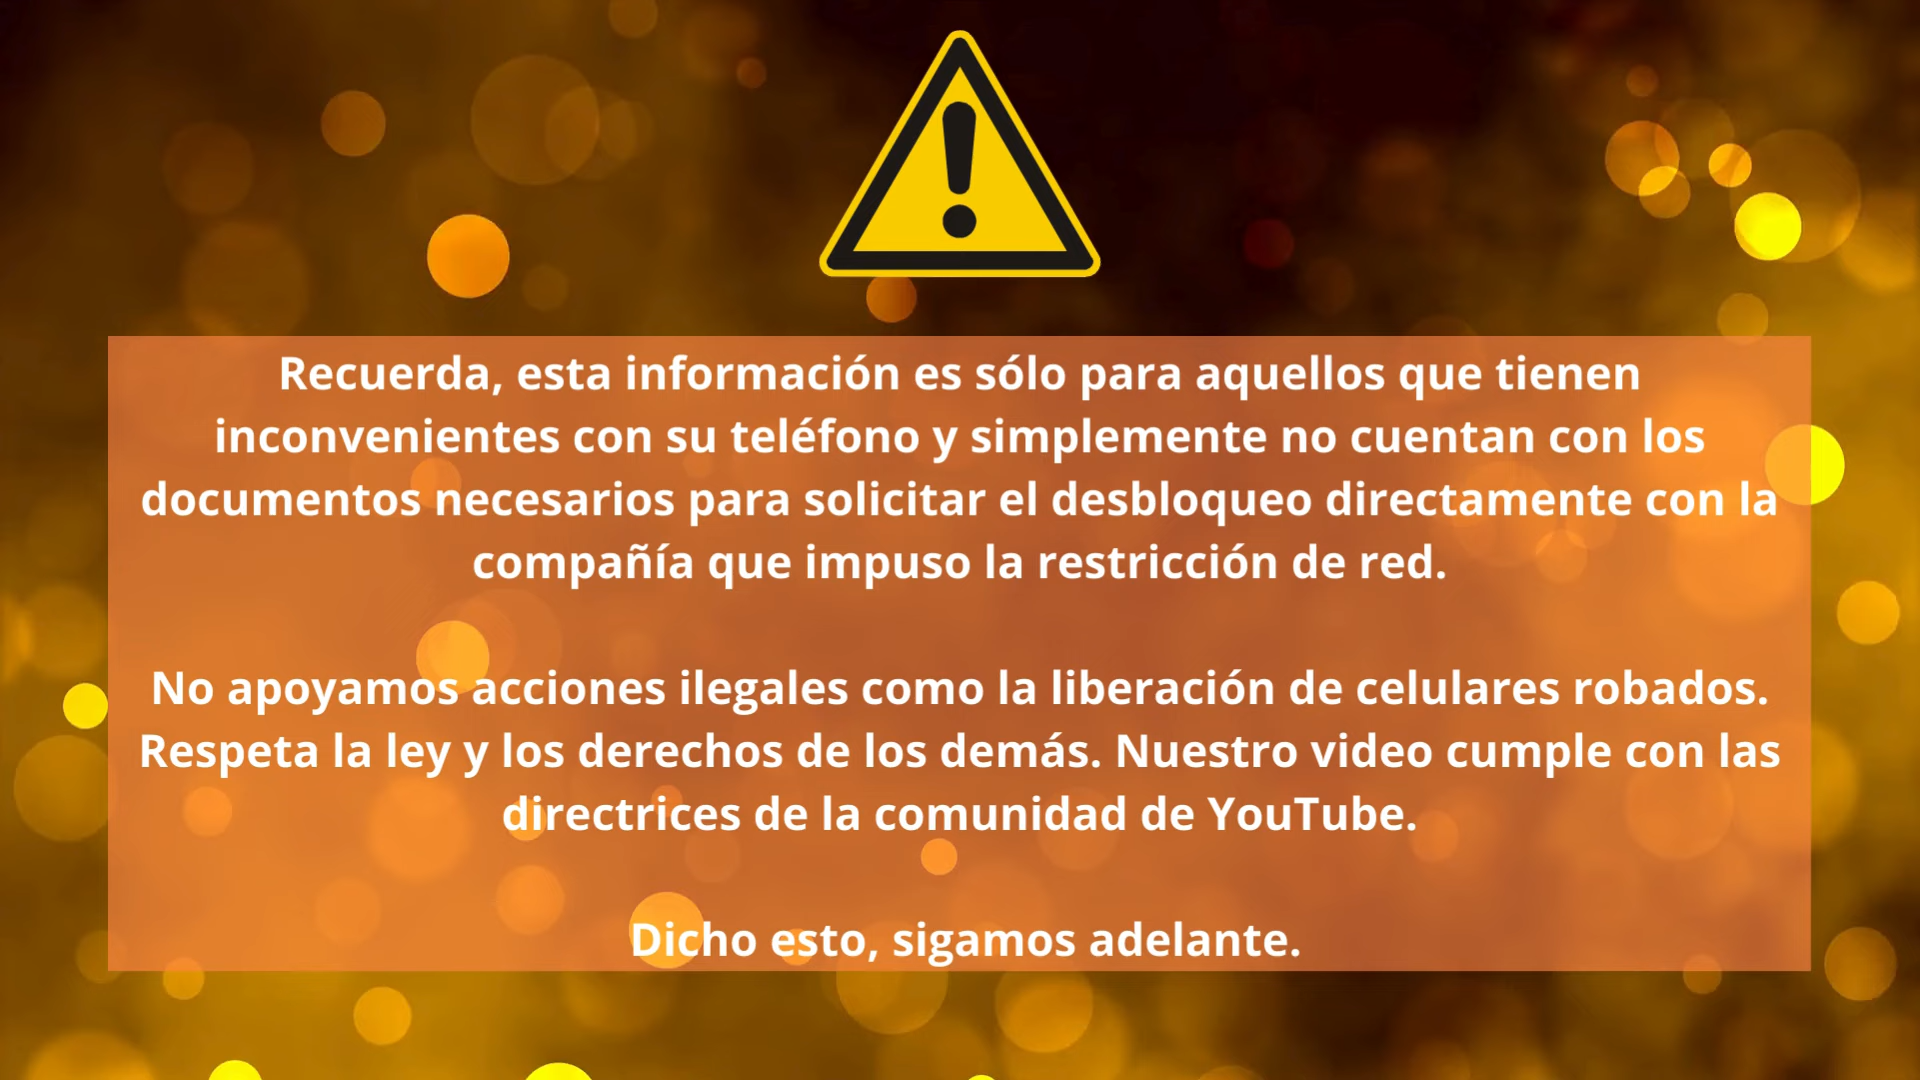 Recuerda, esta información es sólo para aquellos que tienen
inconvenientes con su teléfono y simplemente no cuentan con los
documentos necesarios para solicitar el desbloqueo directamente con la
compañía que impuso la restricción de red.
No apoyamos acciones ilegales como la liberación de celulares robados.
Respeta la ley y los derechos de los demás. Nuestro video cumple con las
directrices de la comunidad de YouTube.
Dicho esto, sigamos adelante.